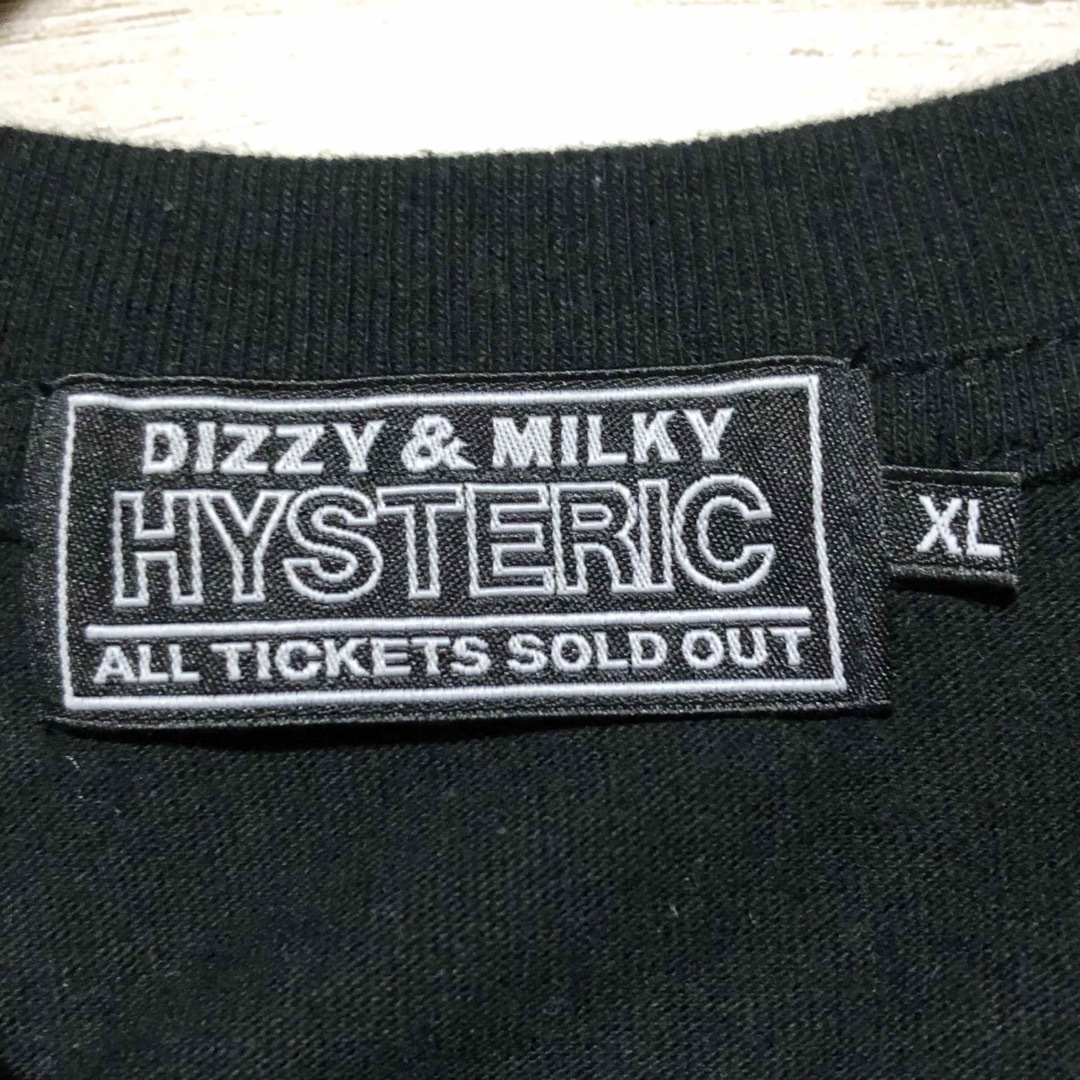 DIZZY & MILKY
HYSTERIC
ALL TICKETS SOLD OUT
XL